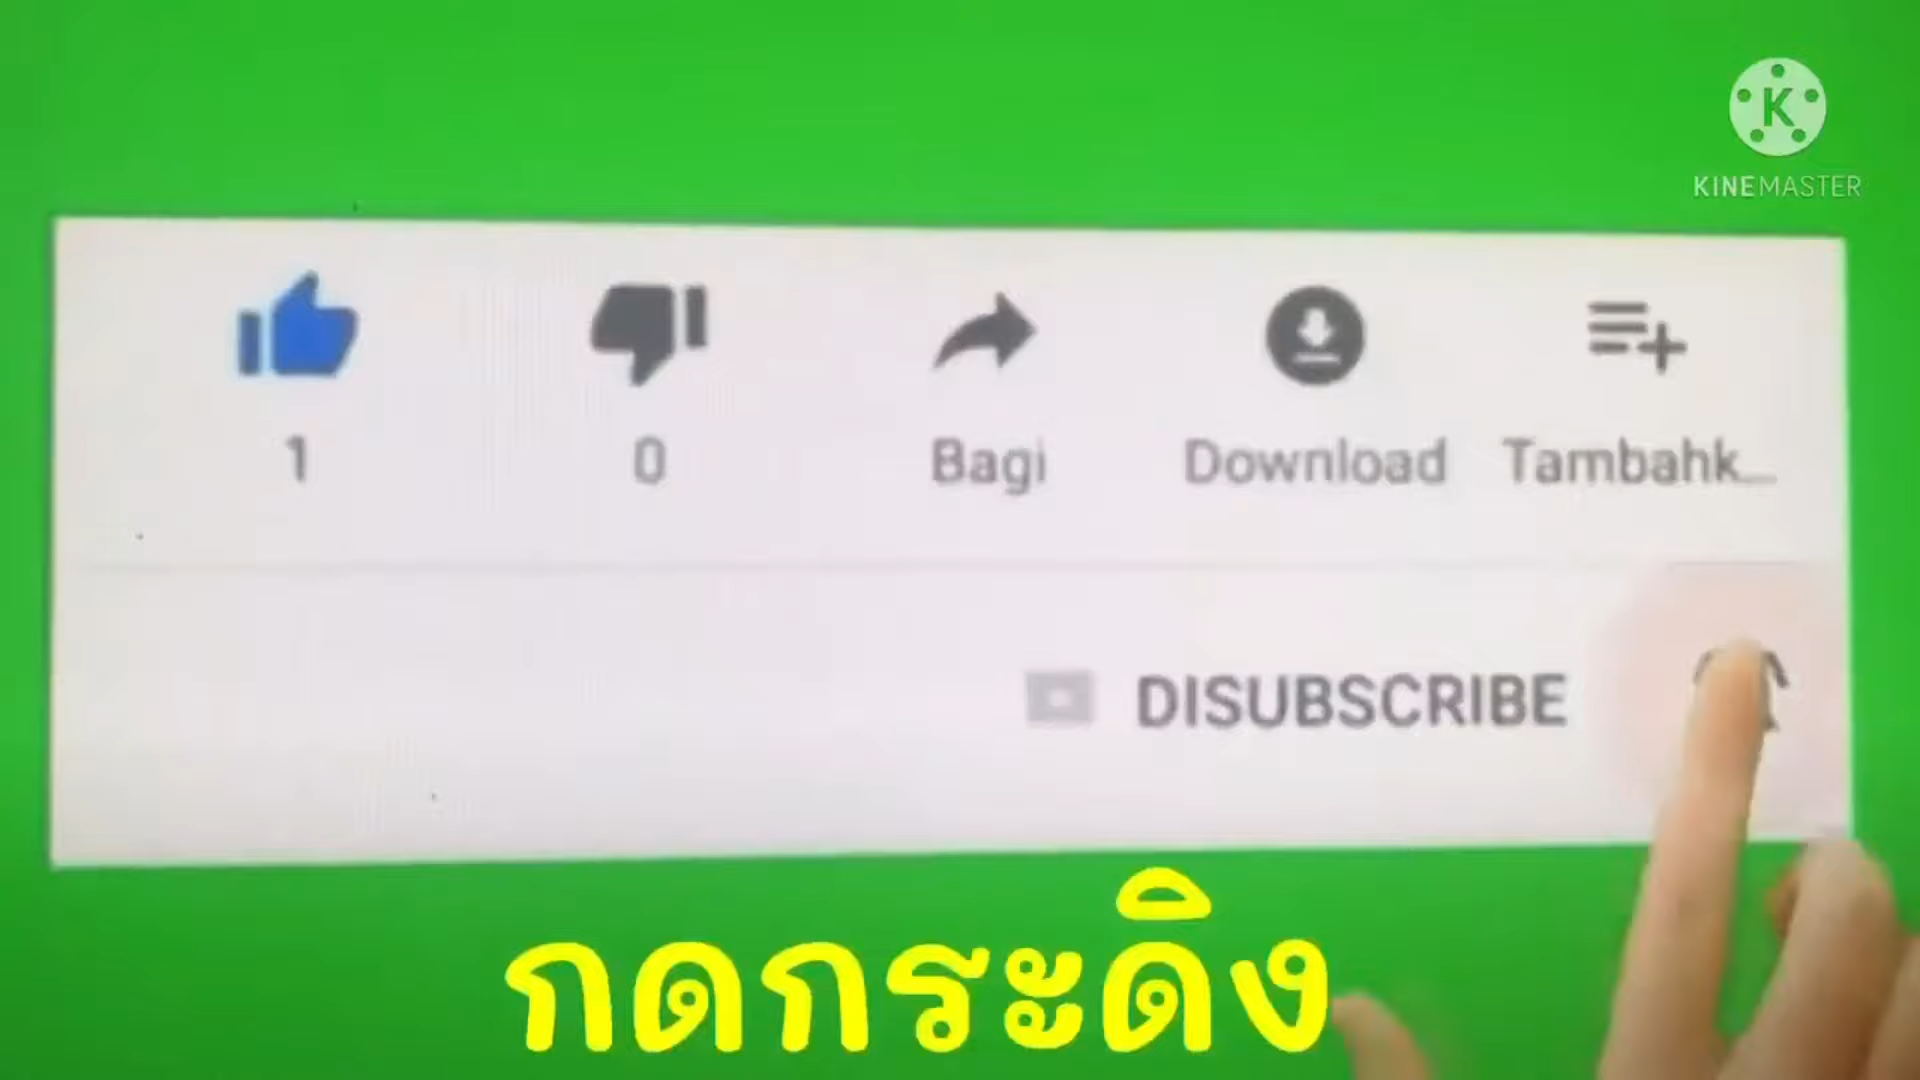 K
KINEMASTER
1 0 Bagi Download Tambahk...
DISUBSCRIBE
กดกระดิง